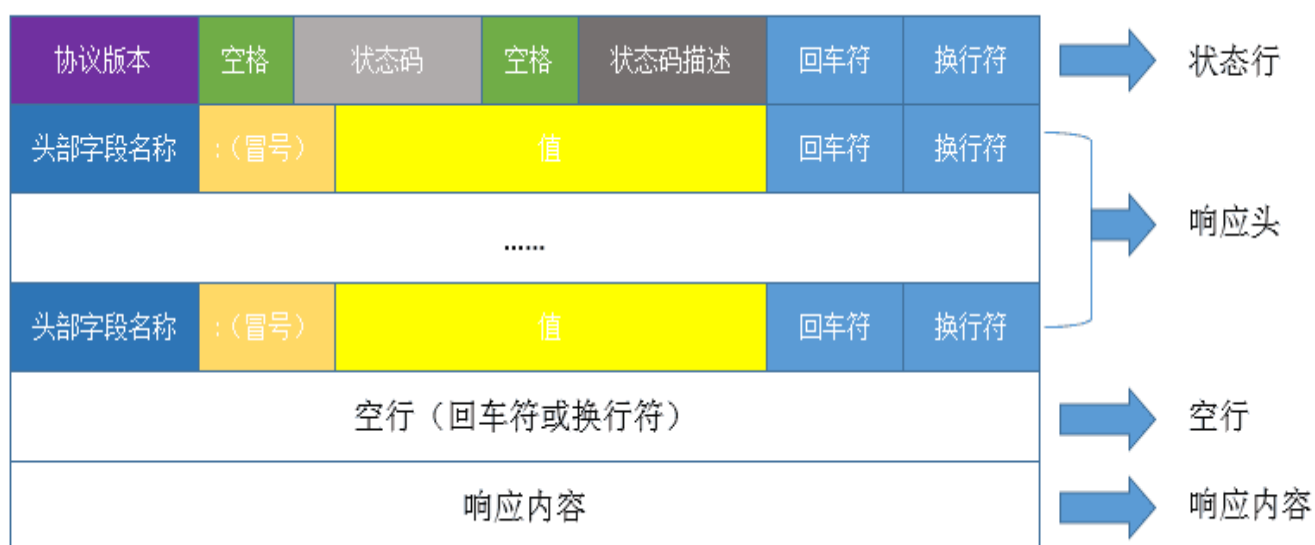 协议版本 空格 状态码 空格 状态码描述 回车符 换行符 状态行
头部字段名称 :（冒号） 值 回车符 换行符
...... 响应头
头部字段名称 :（冒号） 值 回车符 换行符
空行（回车符或换行符） 空行
响应内容 响应内容